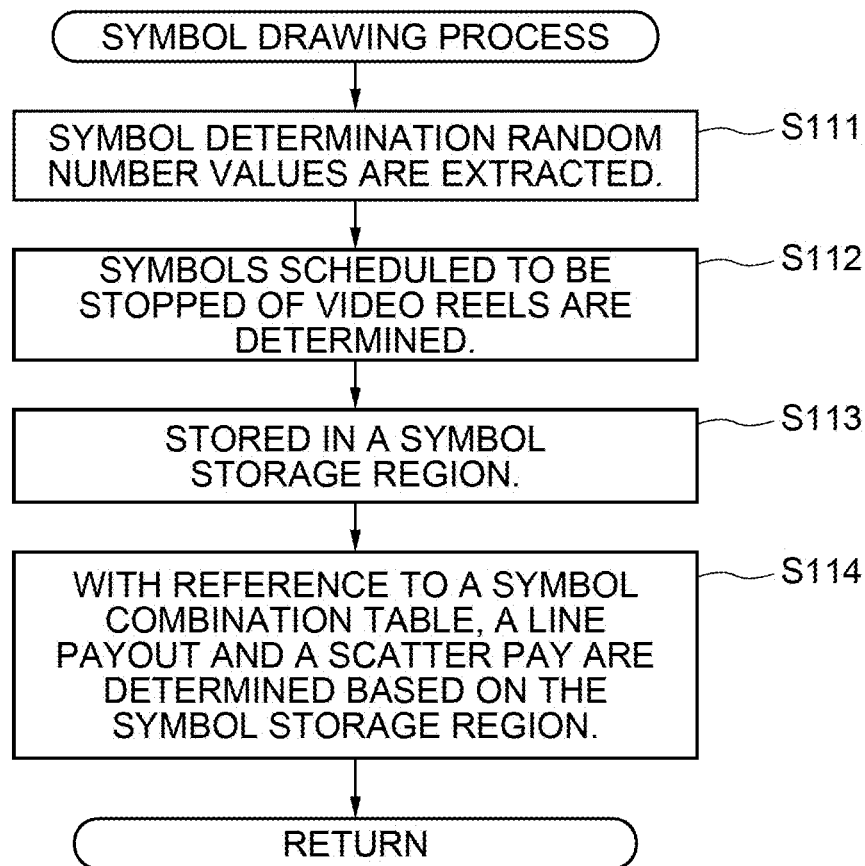 SYMBOL DRAWING PROCESS
SYMBOL DETERMINATION RANDOM
NUMBER VALUES ARE EXTRACTED.
S111
SYMBOLS SCHEDULED TO BE
STOPPED OF VIDEO REELS ARE
DETERMINED.
S112
STORED IN A SYMBOL
STORAGE REGION.
S113
WITH REFERENCE TO A SYMBOL
COMBINATION TABLE, A LINE
PAYOUT AND A SCATTER PAY ARE
DETERMINED BASED ON THE
SYMBOL STORAGE REGION.
S114
RETURN